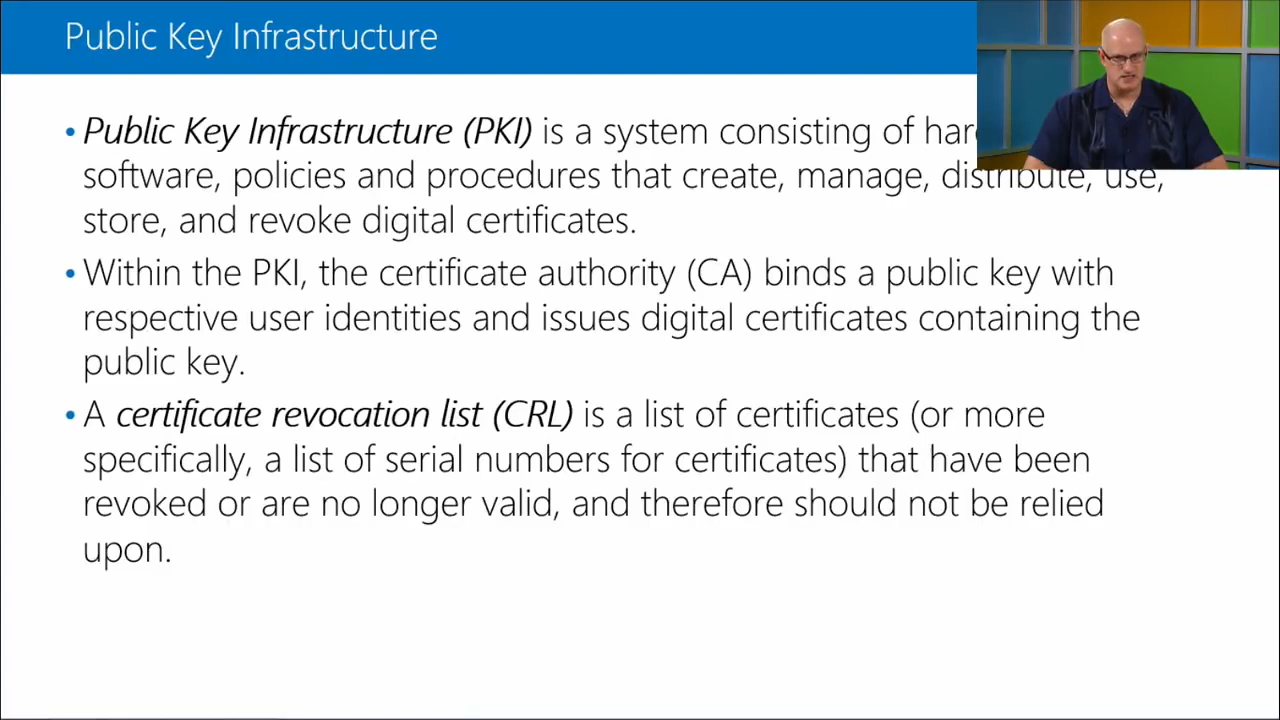 Public Key Infrastructure
• Public Key Infrastructure (PKI) is a system consisting of
software, policies and procedures that create, manage, distribute, use,
store, and revoke digital certificates.
• Within the PKI, the certificate authority (CA) binds a public key with
respective user identities and issues digital certificates containing the
public key.
• A certificate revocation list (CRL) is a list of certificates (or more
specifically, a list of serial numbers for certificates) that have been
revoked or are no longer valid, and therefore should not be relied
upon.